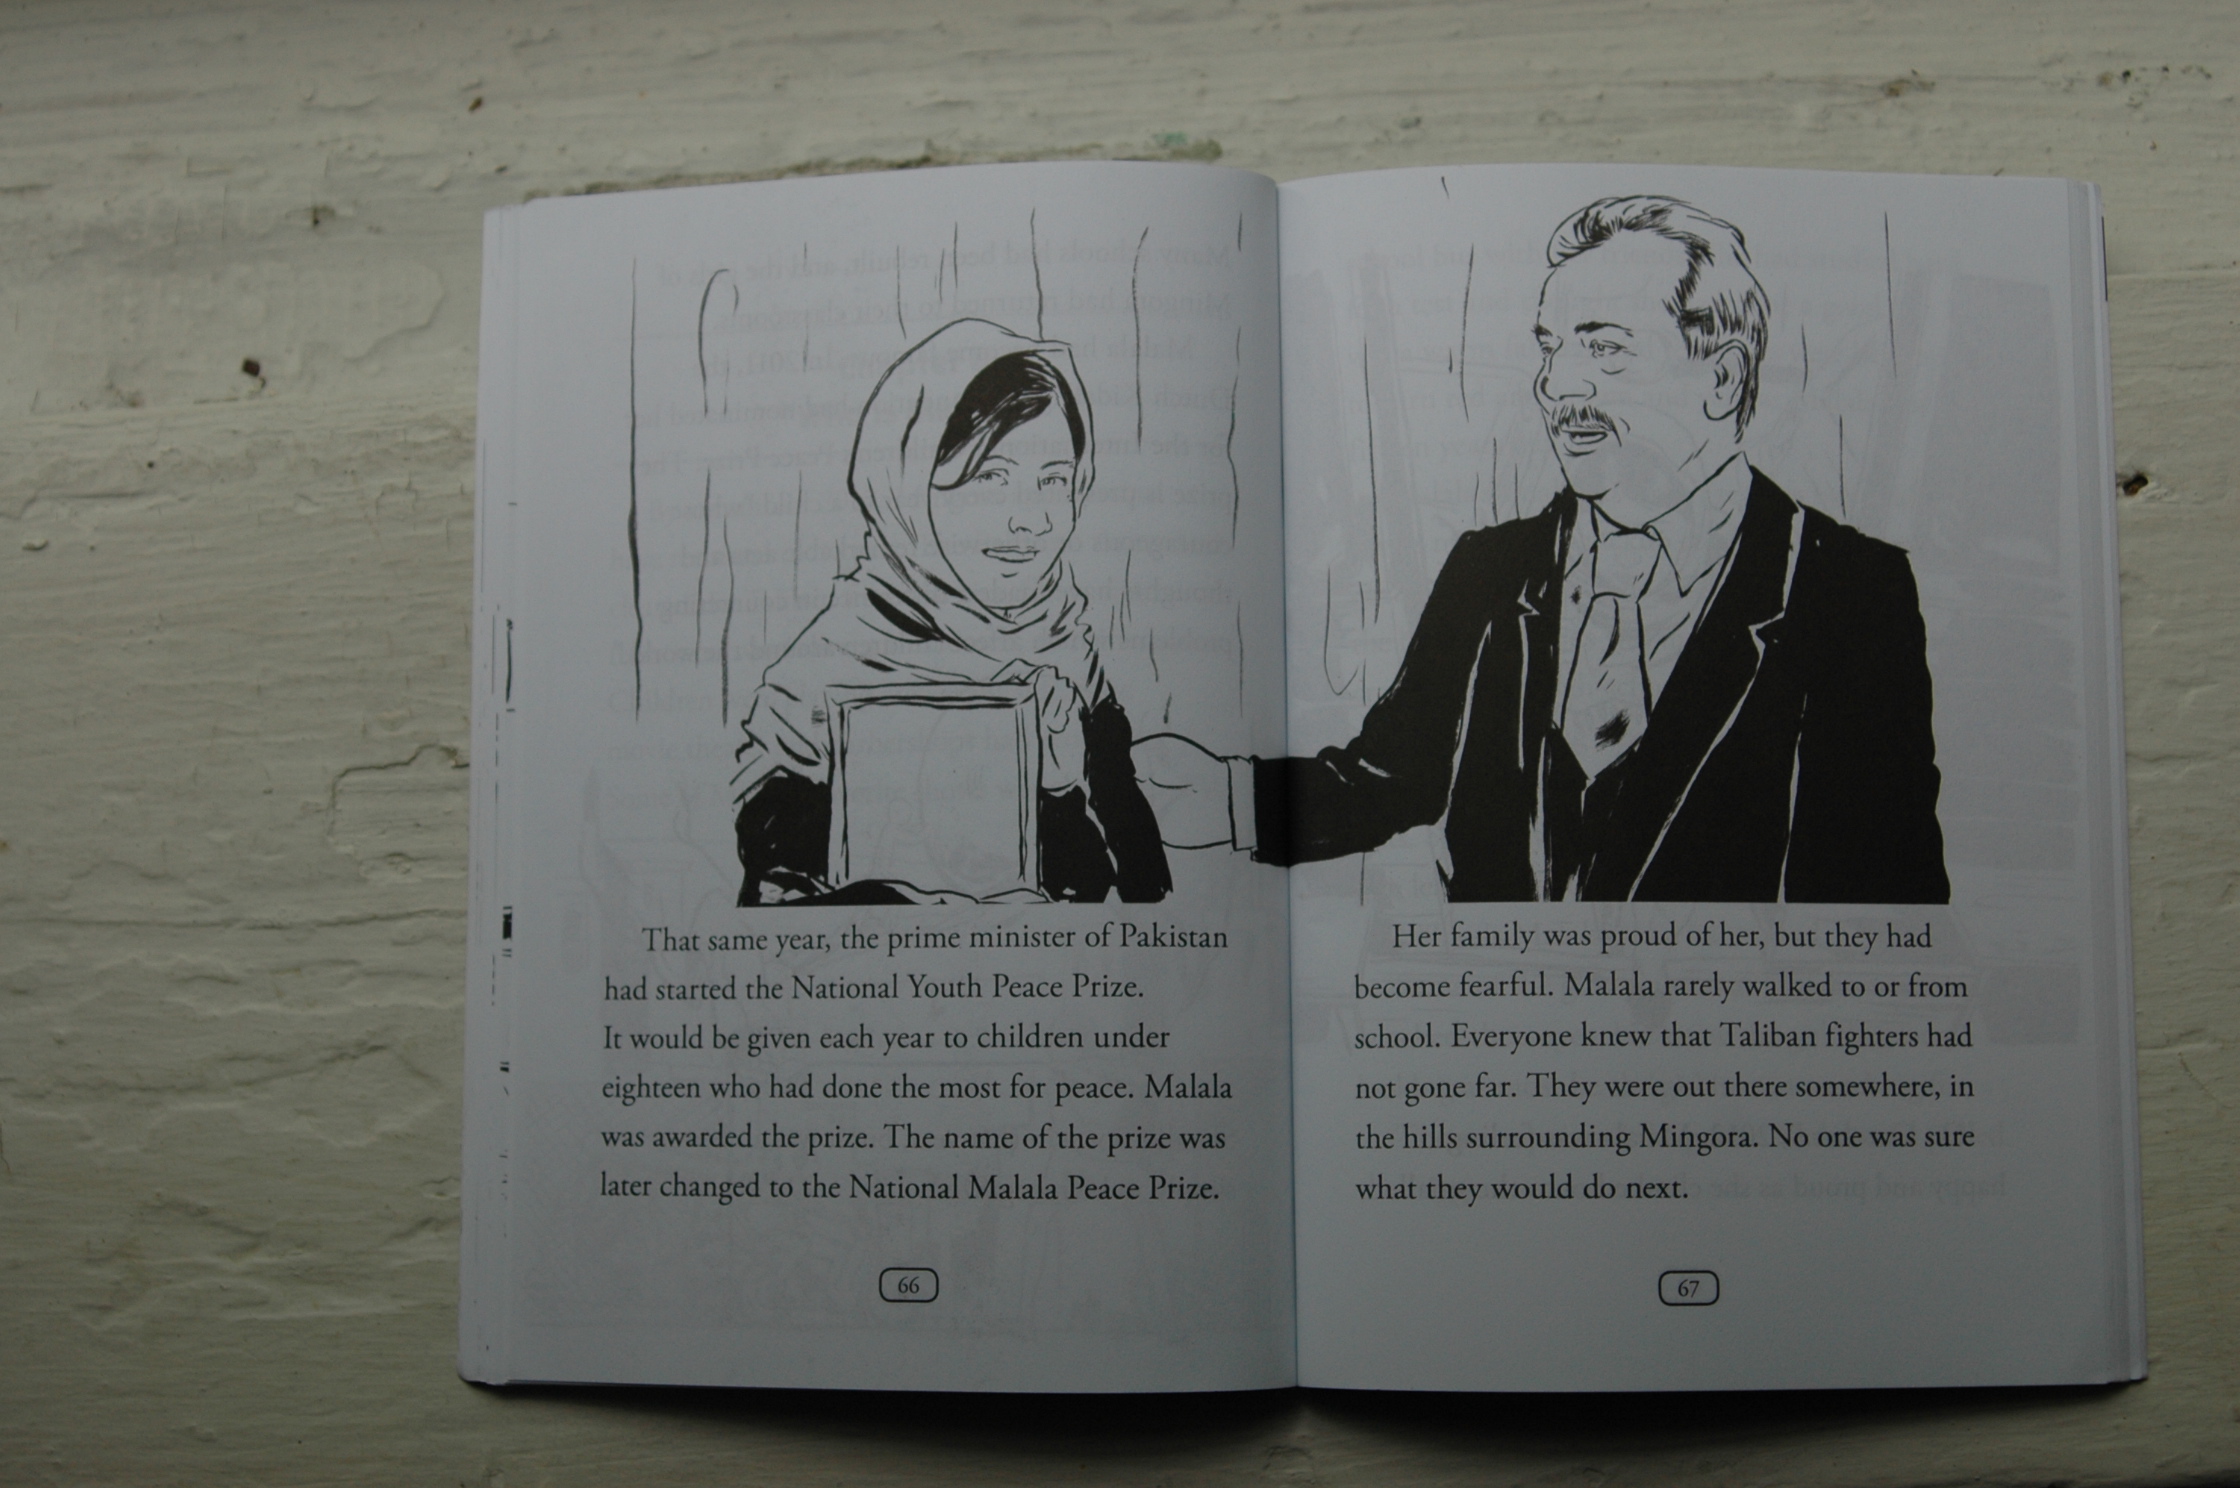 That same year, the prime minister of Pakistan
had started the National Youth Peace Prize.
It would be given each year to children under
eighteen who had done the most for peace. Malala
was awarded the prize. The name of the prize was
later changed to the National Malala Peace Prize.
66
Her family was proud of her, but they had
become fearful. Malala rarely walked to or from
school. Everyone knew that Taliban fighters had
not gone far. They were out there somewhere, in
the hills surrounding Mingora. No one was sure
what they would do next.
67